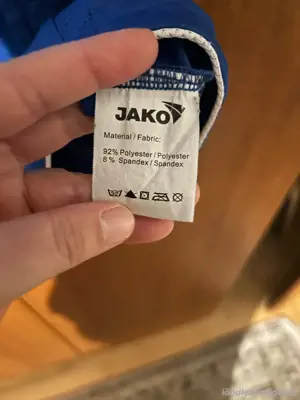 JAKO
Material / Fabric:
92% Polyester / Polyester
8 % Spandex / Spandex